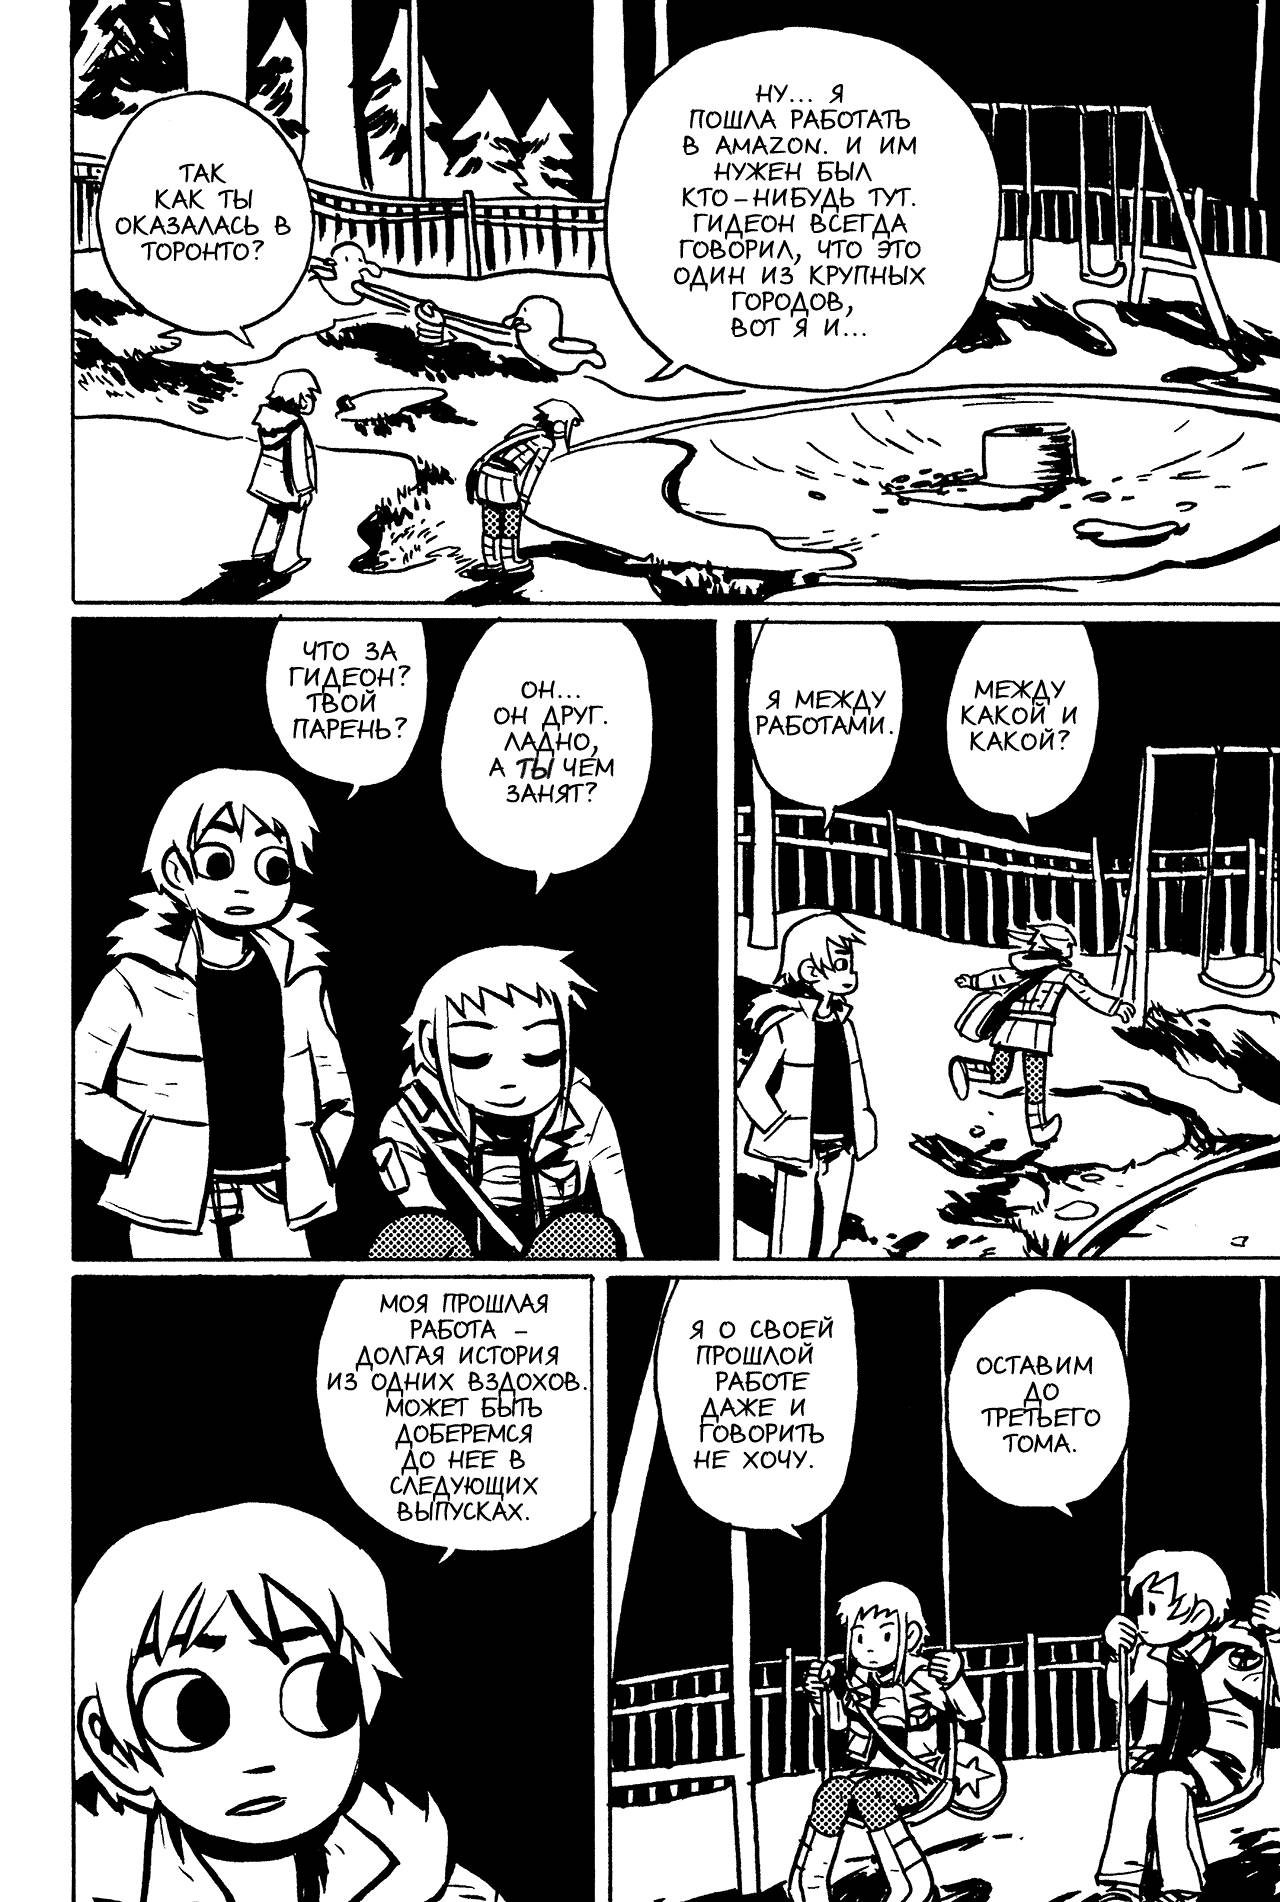 ТАК
КАК ТЫ
ОКАЗАЛАСЬ В
ТОРОНТО?
НУ... Я
ПОШЛА РАБОТАТЬ
В AMAZON. И ИМ
НУЖЕН БЫЛ
КТО-НИБУДЬ ТУТ.
ГИДЕОН ВСЕГДА
ГОВОРИЛ, ЧТО ЭТО
ОДИН ИЗ КРУПНЫХ
ГОРОДОВ,
ВОТ Я И...
ЧТО ЗА
ГИДЕОН?
ТВОЙ
ПАРЕНЬ?
ОН...
ОН ДРУГ.
ЛАДНО,
А ТЫ ЧЕМ
ЗАНЯТ?
Я МЕЖДУ
РАБОТАМИ.
МЕЖДУ
КАКОЙ И
КАКОЙ?
МОЯ ПРОШЛАЯ
РАБОТА –
ДОЛГАЯ ИСТОРИЯ
ИЗ ОДНИХ ВЗДОХОВ.
МОЖЕТ БЫТЬ
ДОБЕРЕМСЯ
ДО НЕЕ В
СЛЕДУЮЩИХ
ВЫПУСКАХ.
Я О СВОЕЙ
ПРОШЛОЙ
РАБОТЕ
ДАЖЕ И
ГОВОРИТЬ
НЕ ХОЧУ.
ОСТАВИМ
ДО
ТРЕТЬЕГО
ТОМА.